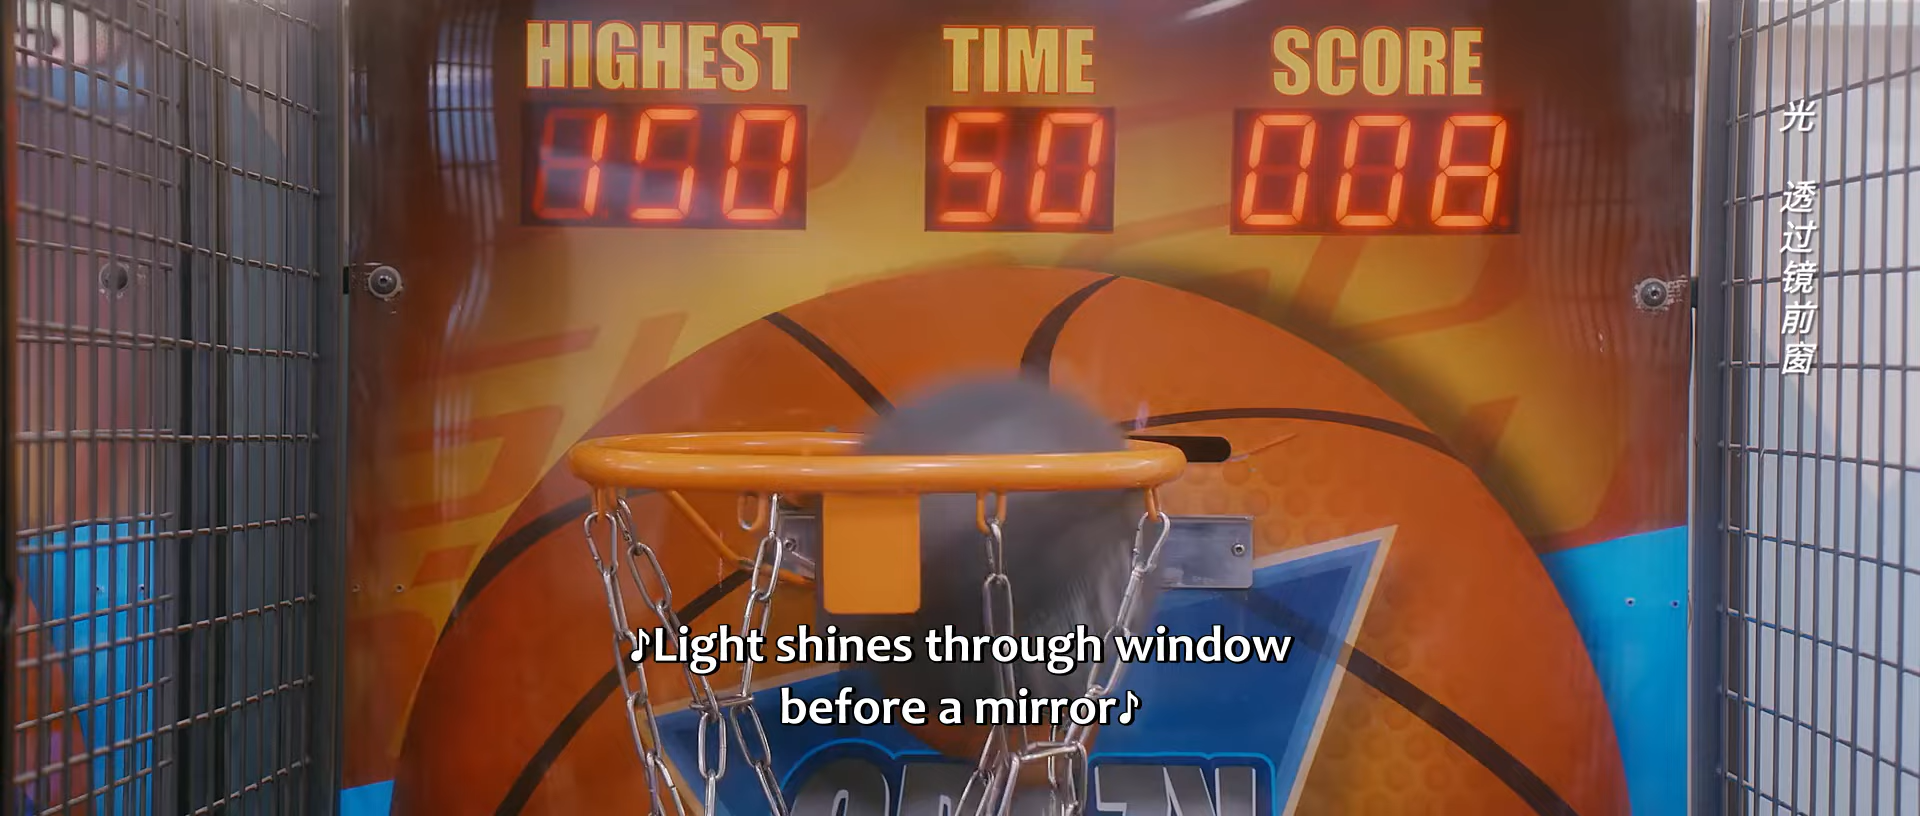 HIGHEST
TIME
SCORE
150
50
008
光 透过镜前窗
♪Light shines through window
before a mirror♪